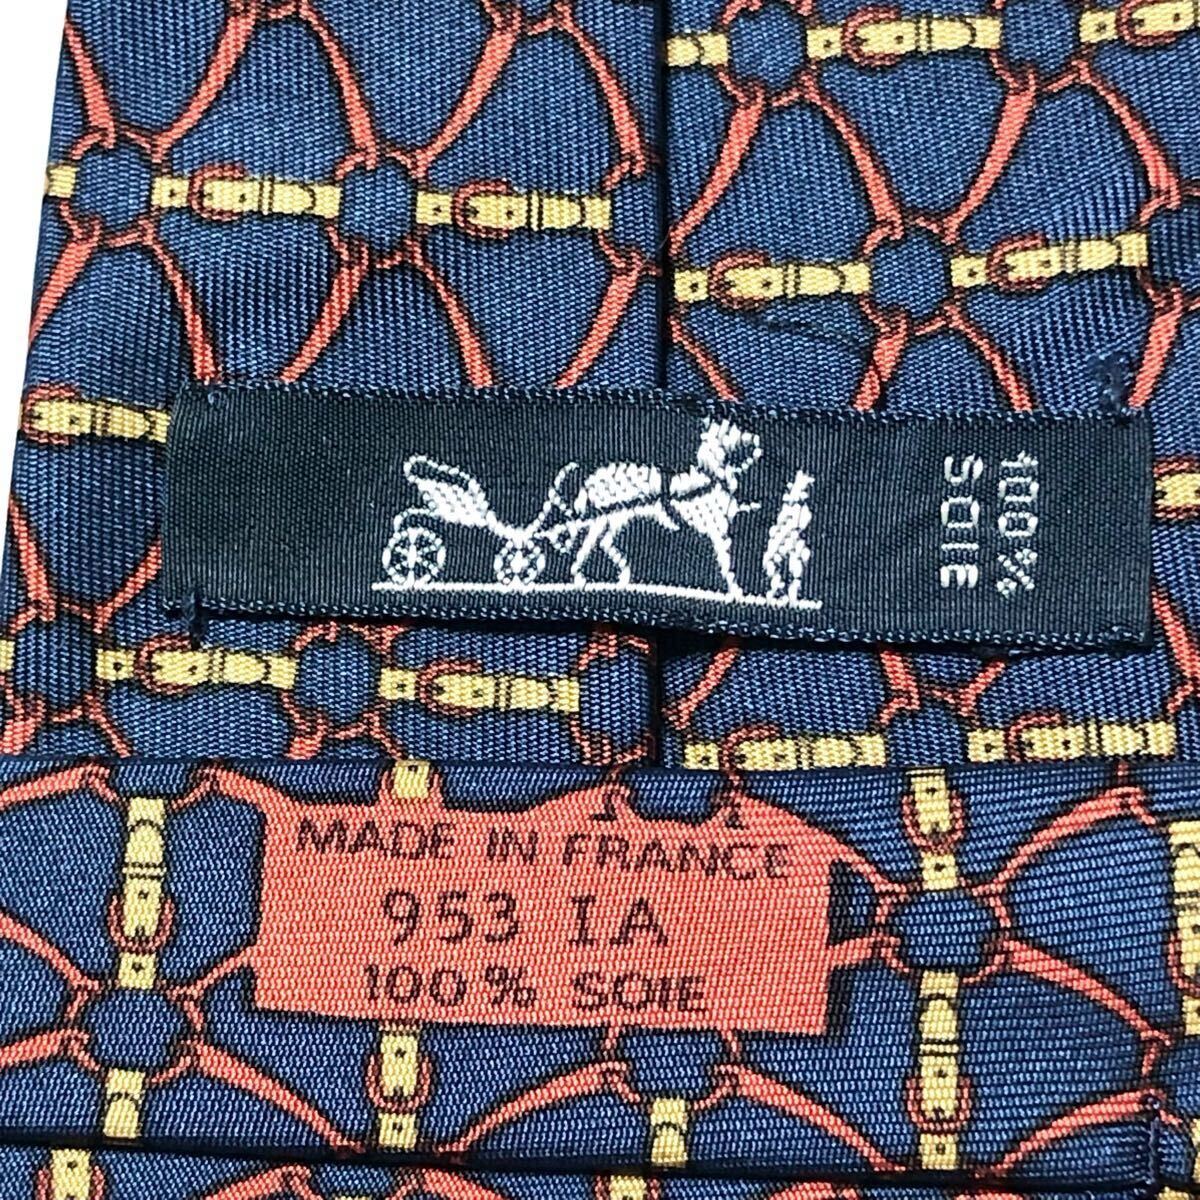 100%
SOIE
MADE IN FRANCE
953 IA
100% SOIE